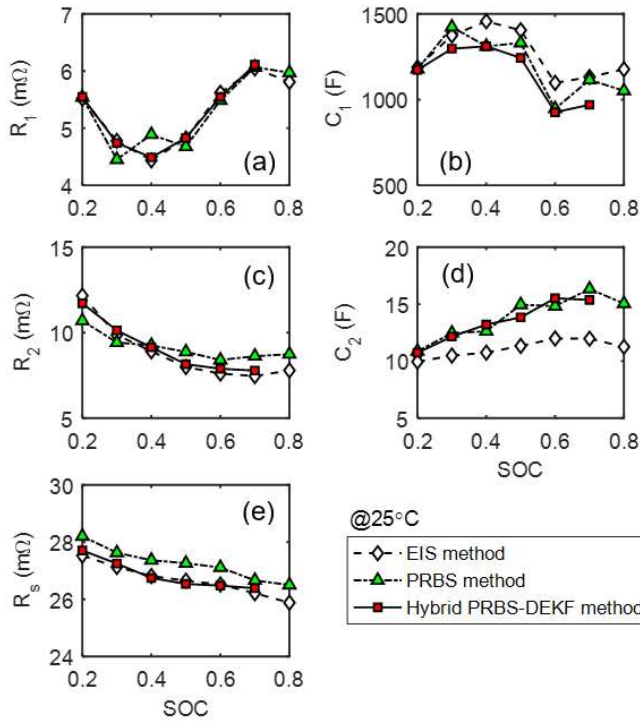 7
6
5
4
R1 (mΩ)
0.2 0.4 0.6 0.8
(a)
1500
1000
500
C1 (F)
0.2 0.4 0.6 0.8
(b)
15
10
5
R2 (mΩ)
0.2 0.4 0.6 0.8
(c)
20
15
10
5
C2 (F)
0.2 0.4 0.6 0.8
SOC
(d)
30
28
26
24
Rs (mΩ)
0.2 0.4 0.6 0.8
SOC
(e)
@25°C
EIS method
PRBS method
Hybrid PRBS-DEKF method